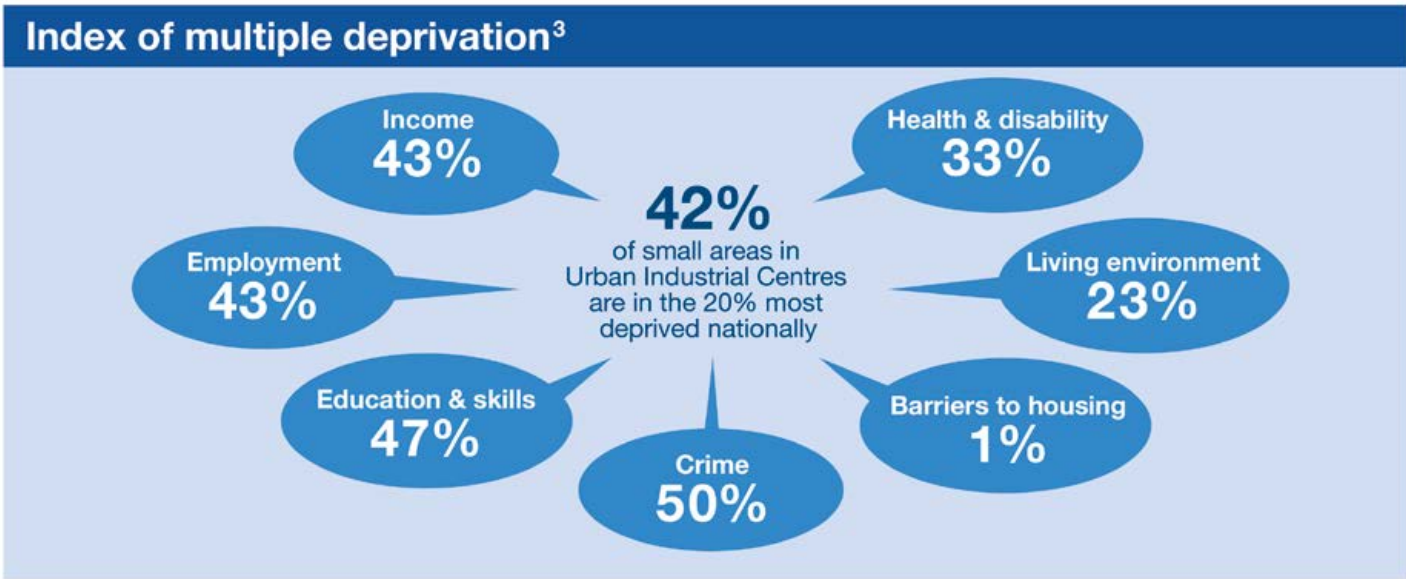 Index of multiple deprivation³
Income
43%
Health & disability
33%
42%
of small areas in
Urban Industrial Centres
are in the 20% most
deprived nationally
Employment
43%
Living environment
23%
Education & skills
47%
Crime
50%
Barriers to housing
1%